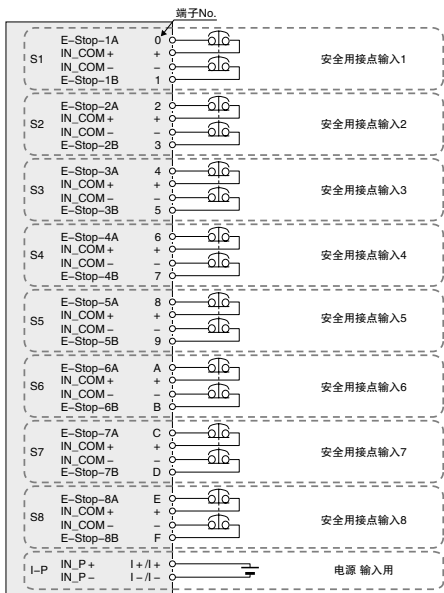 端子No.
S1
E-Stop-1A 0
IN_COM+ +
IN_COM− −
E-Stop-1B 1
安全用接点输入1
S2
E-Stop-2A 2
IN_COM+ +
IN_COM− −
E-Stop-2B 3
安全用接点输入2
S3
E-Stop-3A 4
IN_COM+ +
IN_COM− −
E-Stop-3B 5
安全用接点输入3
S4
E-Stop-4A 6
IN_COM+ +
IN_COM− −
E-Stop-4B 7
安全用接点输入4
S5
E-Stop-5A 8
IN_COM+ +
IN_COM− −
E-Stop-5B 9
安全用接点输入5
S6
E-Stop-6A A
IN_COM+ +
IN_COM− −
E-Stop-6B B
安全用接点输入6
S7
E-Stop-7A C
IN_COM+ +
IN_COM− −
E-Stop-7B D
安全用接点输入7
S8
E-Stop-8A E
IN_COM+ +
IN_COM− −
E-Stop-8B F
安全用接点输入8
I-P
IN_P+ I+/I+
IN_P− I−/I−
电源 输入用